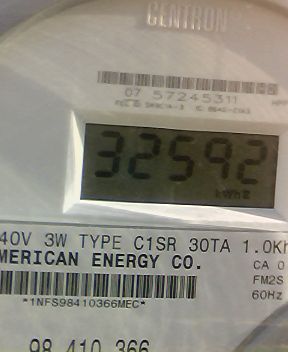 CENTRON
07 57245311
32592
kWh
40V 3W TYPE C1SR 30TA 1.0Kh
MERICAN ENERGY CO.
CA 0
FM2S
60Hz
*1NFS98410366MEC*
98 410 366